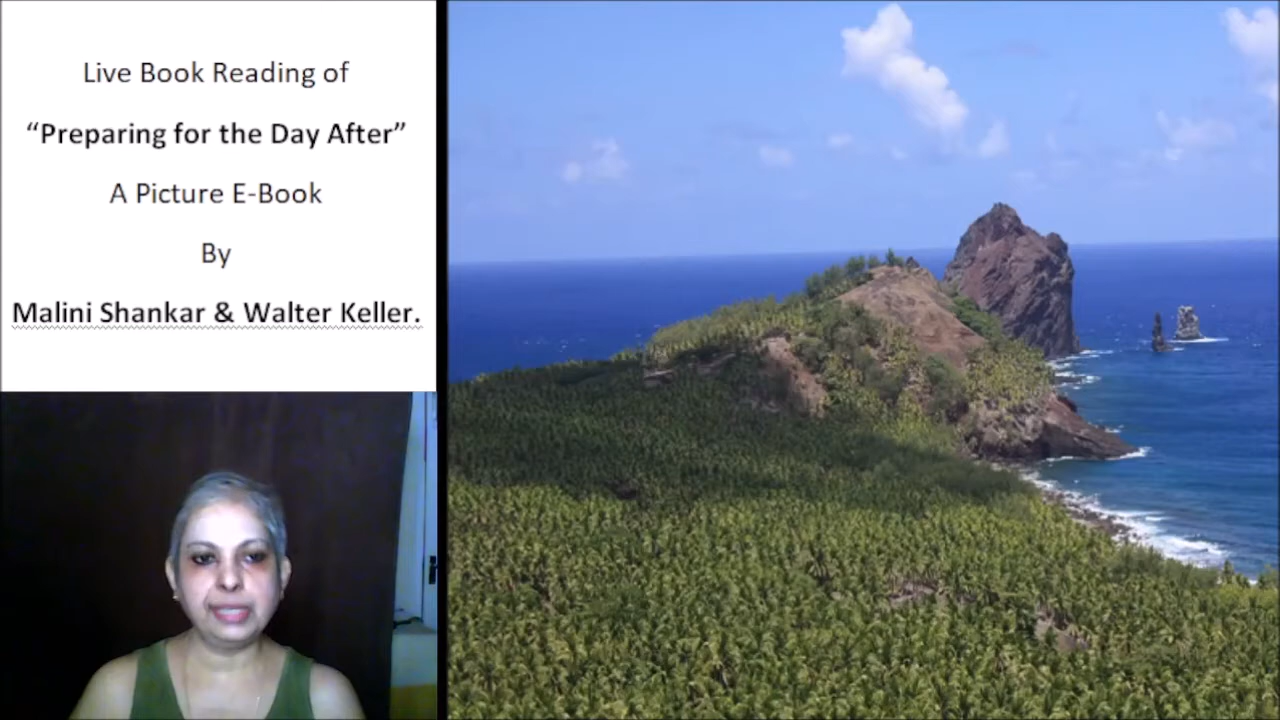 Live Book Reading of
“Preparing for the Day After”
A Picture E-Book
By
Malini Shankar & Walter Keller.